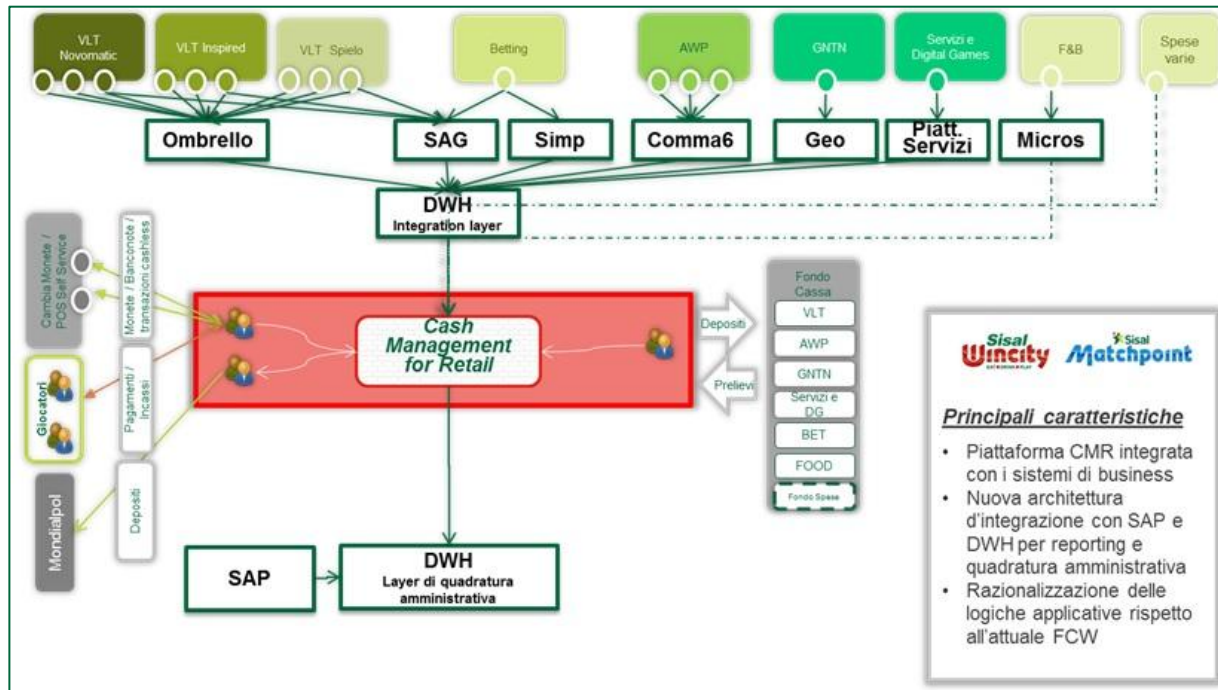 VLT
Novomatic
VLT Inspired
VLT Spielo
Betting
AWP
GNTN
Servizi e
Digital Games
F&B
Spese
varie
Ombrello
SAG
Simp
Comma6
Geo
Piatt.
Servizi
Micros
DWH
Integration layer
Cambia Monete /
POS Self Service
Monete / Banconote /
transazioni cashless
Giocatori
Pagamenti /
Incassi
Mondialpol
Depositi
Cash
Management
for Retail
Depositi
Prelievi
Fondo
Cassa
VLT
AWP
GNTN
Servizi e
DG
BET
FOOD
Fondo Spese
SAP
DWH
Layer di quadratura
amministrativa
Sisal
Wincity
EAT DRINK PLAY
Sisal
Matchpoint
Principali caratteristiche
• Piattaforma CMR integrata
con i sistemi di business
• Nuova architettura
d'integrazione con SAP e
DWH per reporting e
quadratura amministrativa
• Razionalizzazione delle
logiche applicative rispetto
all'attuale FCW